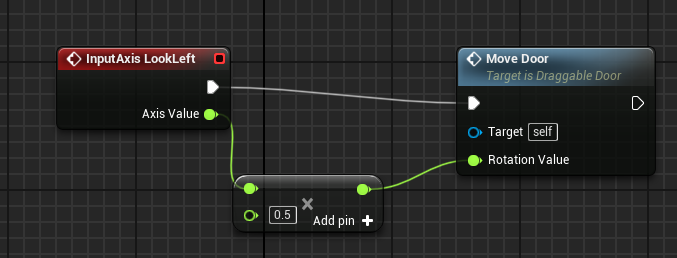 InputAxis LookLeft
Axis Value
Move Door
Target is Draggable Door
Target self
Rotation Value
0.5
Add pin